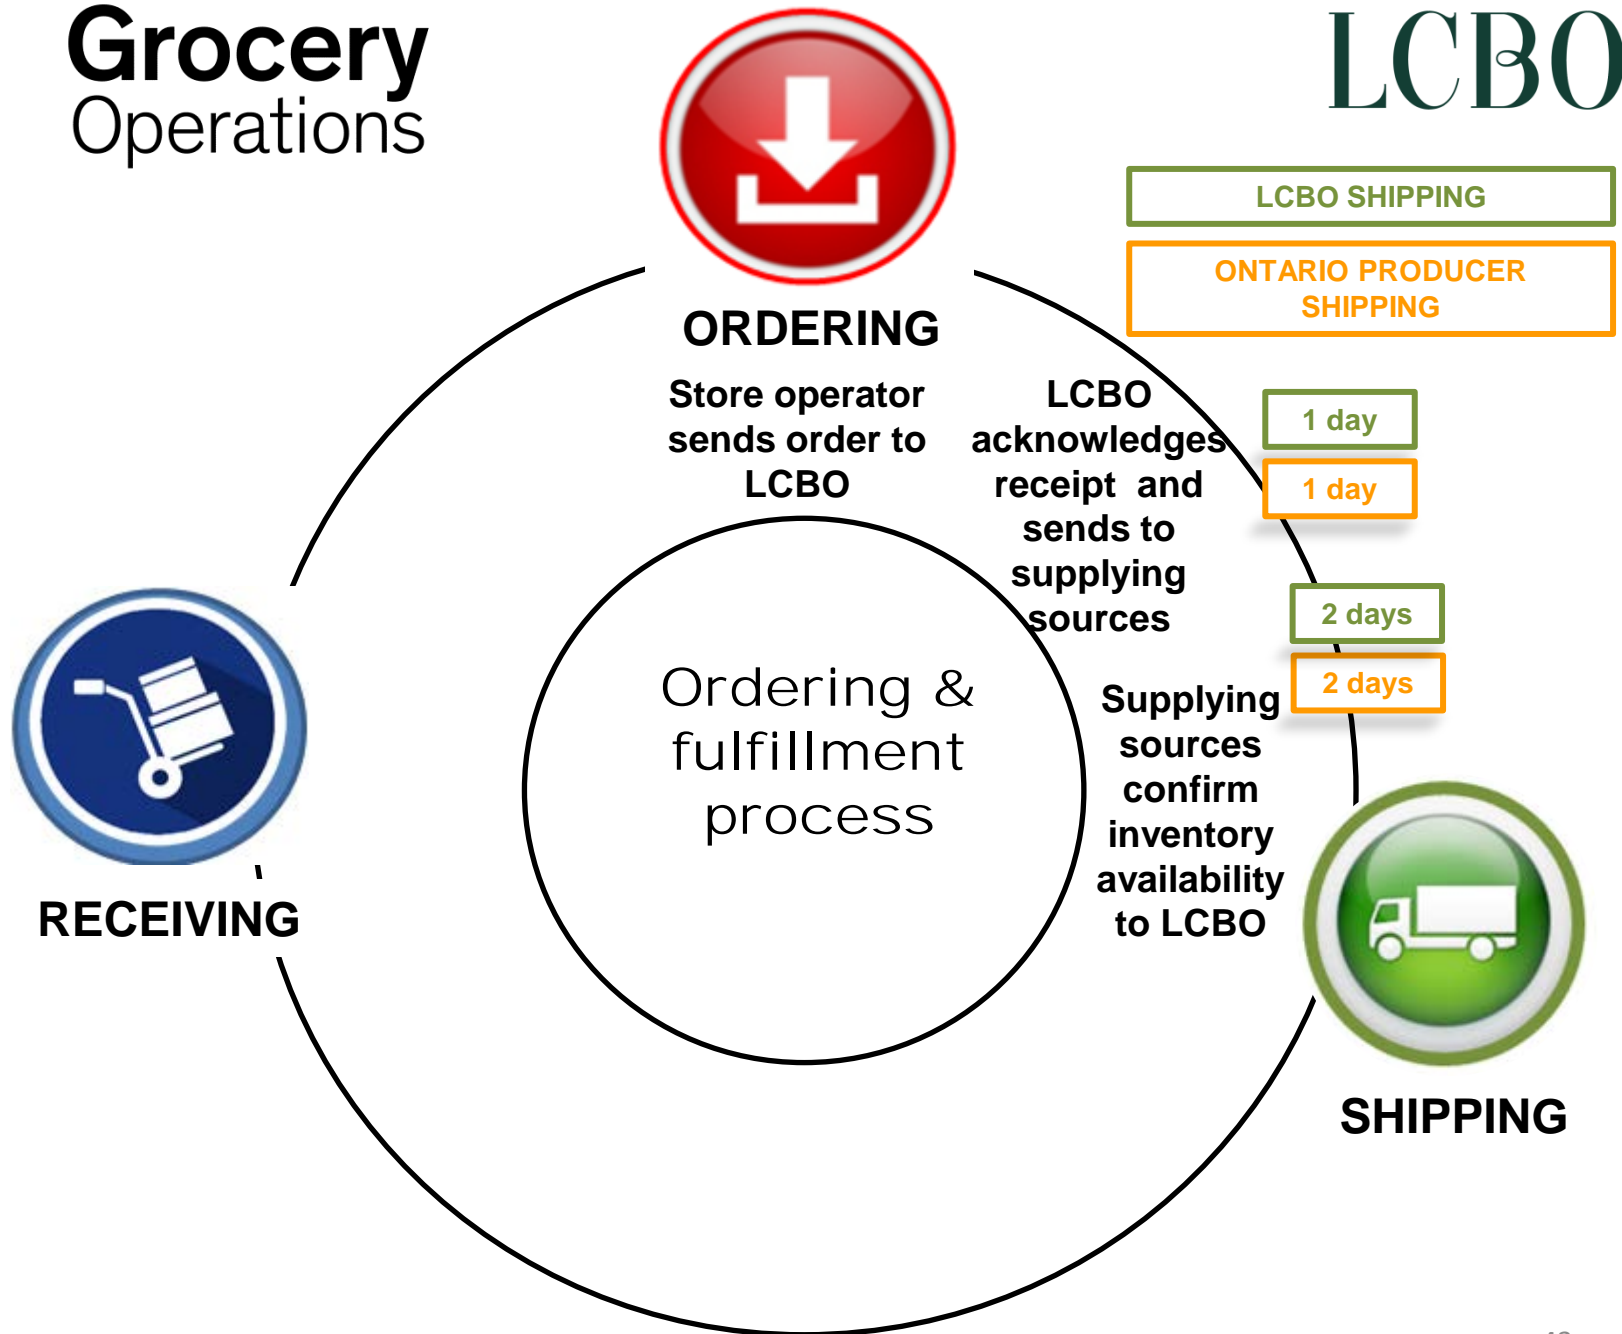 Grocery
Operations
LCBO
LCBO SHIPPING
ONTARIO PRODUCER
SHIPPING
ORDERING
Store operator
sends order to
LCBO
LCBO
acknowledges
receipt and
sends to
supplying
sources
1 day
1 day
2 days
2 days
Supplying
sources
confirm
inventory
availability
to LCBO
Ordering &
fulfillment
process
RECEIVING
SHIPPING